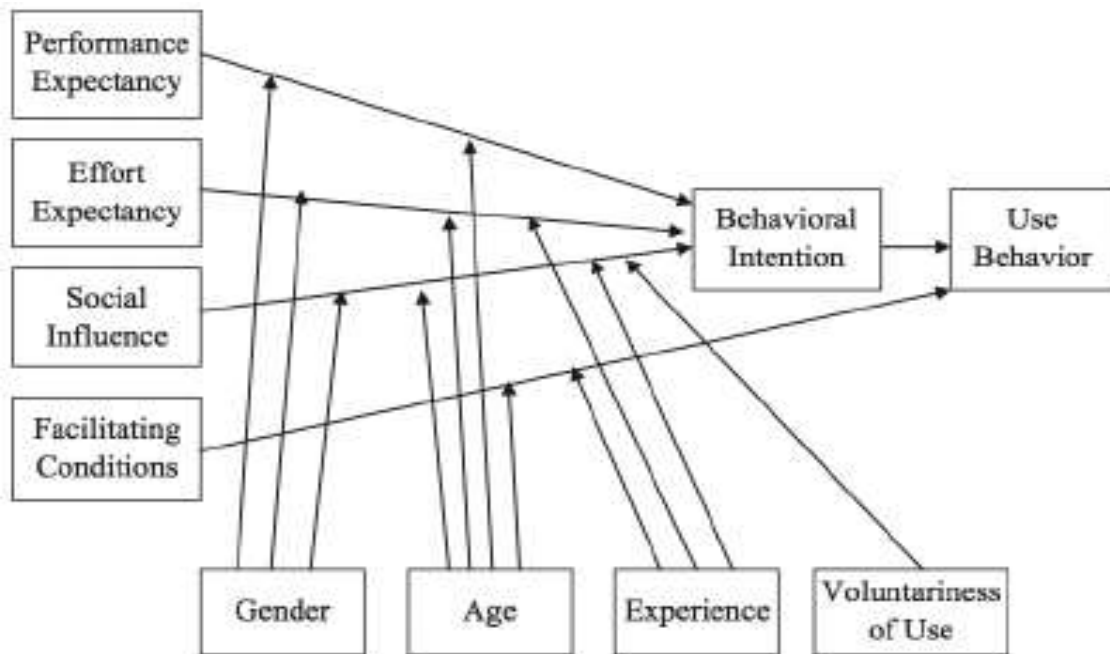 Performance
Expectancy
Effort
Expectancy
Social
Influence
Facilitating
Conditions
Behavioral
Intention
Use
Behavior
Gender
Age
Experience
Voluntariness
of Use